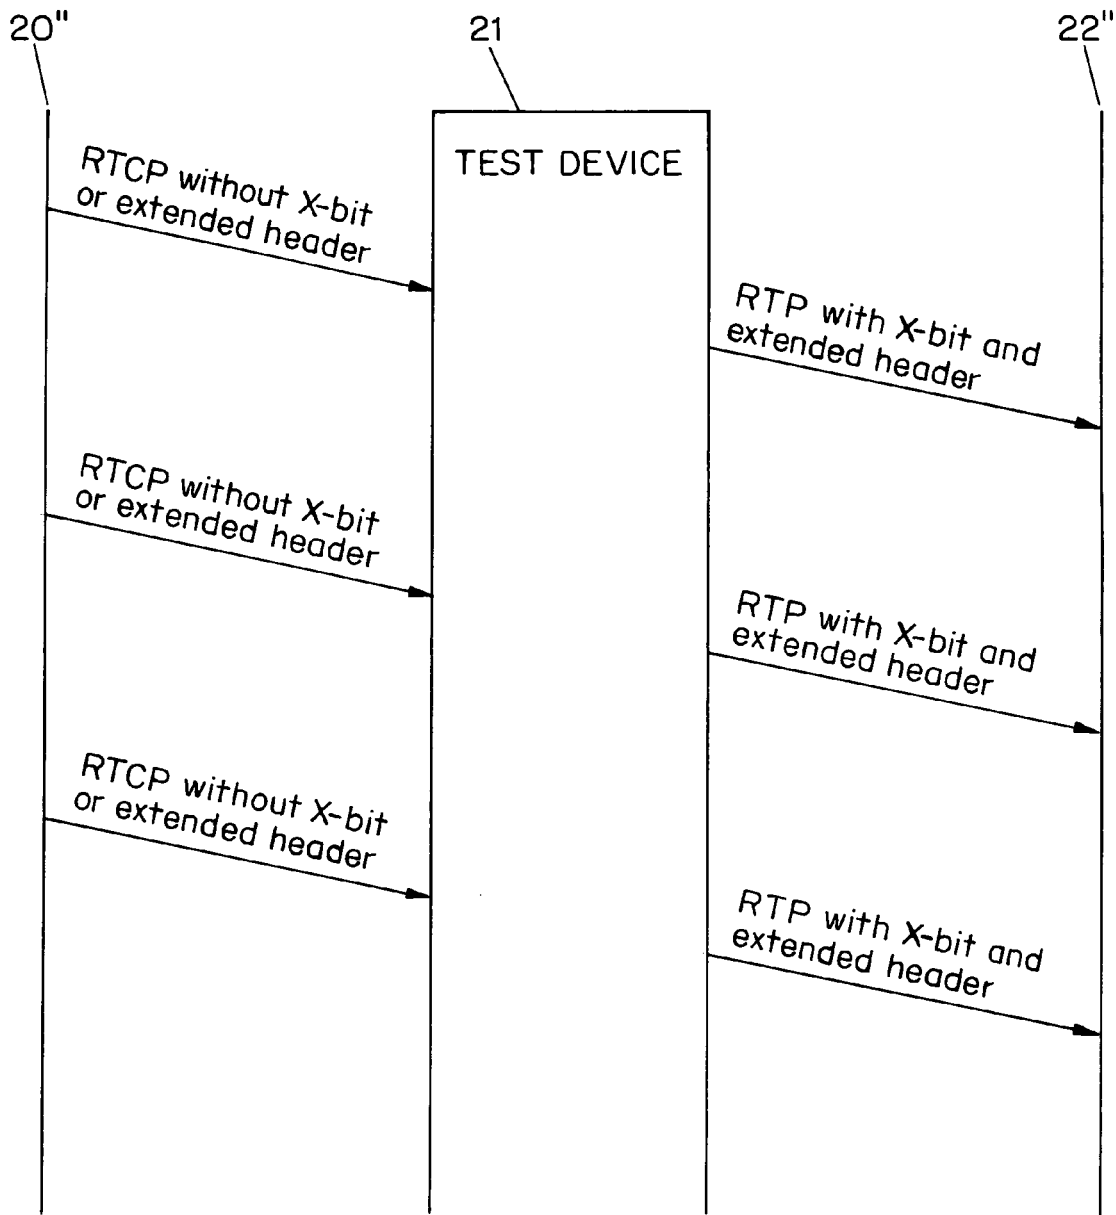 20"
21
22"
TEST DEVICE
RTCP without X-bit
or extended header
RTP with X-bit and
extended header
RTCP without X-bit
or extended header
RTP with X-bit and
extended header
RTCP without X-bit
or extended header
RTP with X-bit and
extended header